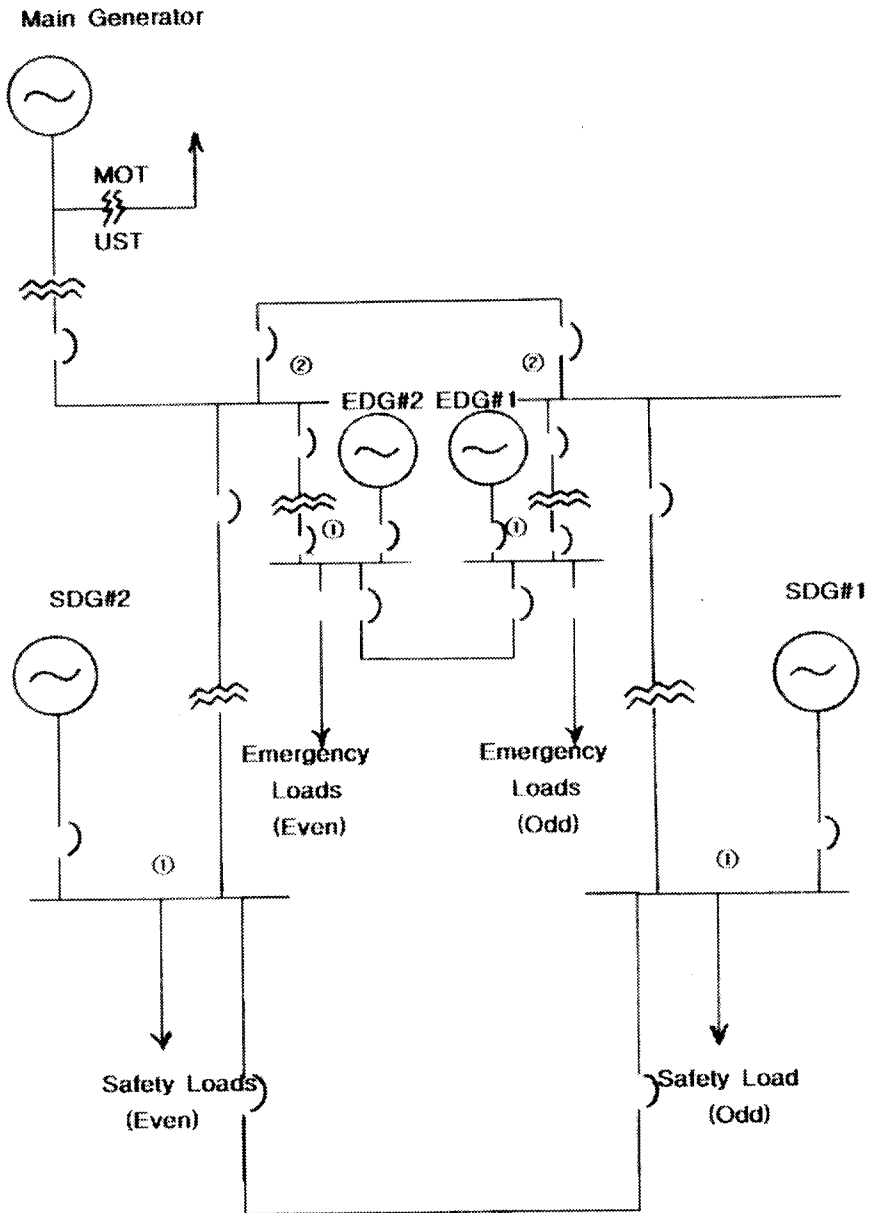 Main Generator
MOT
UST
②
②
EDG#2
EDG#1
①
①
SDG#2
SDG#1
Emergency
Loads
(Even)
Emergency
Loads
(Odd)
①
①
Safety Loads
(Even)
Safety Load
(Odd)